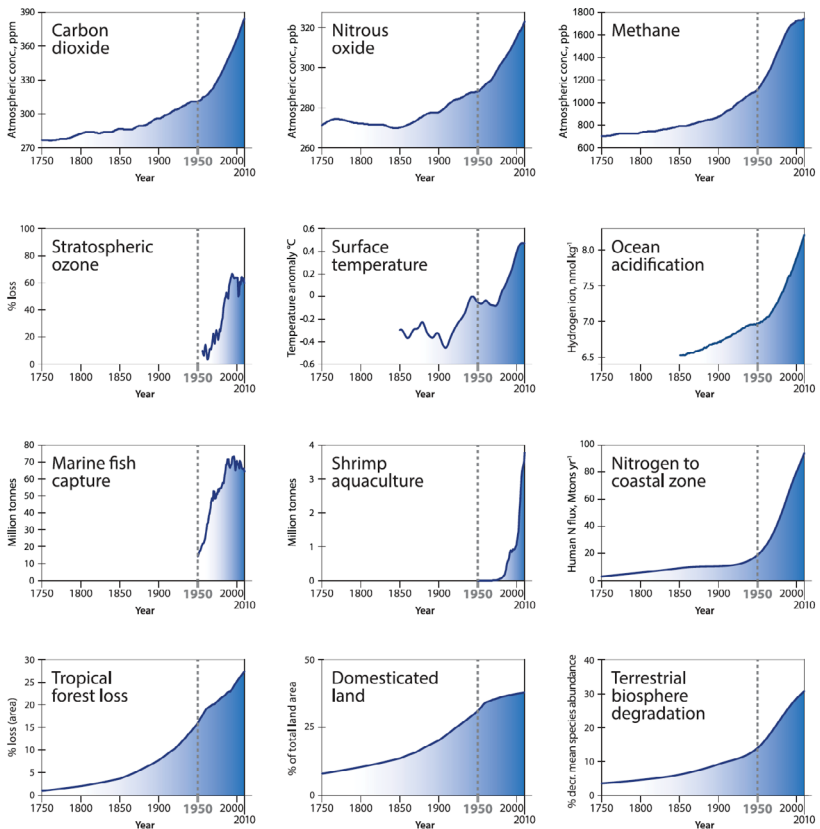 Carbon
dioxide
Atmospheric conc., ppm
390
360
330
300
270
1750 1800 1850 1900 1950 2000 2010
Year
Nitrous
oxide
Atmospheric conc., ppb
320
300
280
260
1750 1800 1850 1900 1950 2000 2010
Year
Methane
Atmospheric conc., ppb
1800
1600
1400
1200
1000
800
600
1750 1800 1850 1900 1950 2000 2010
Year
Stratospheric
ozone
% loss
100
80
60
40
20
0
1750 1800 1850 1900 1950 2000 2010
Year
Surface
temperature
Temperature anomaly °C
0.6
0.4
0.2
0
-0.2
-0.4
-0.6
1750 1800 1850 1900 1950 2000 2010
Year
Ocean
acidification
Hydrogen ion, nmol kg⁻¹
8.0
7.5
7.0
6.5
1750 1800 1850 1900 1950 2000 2010
Year
Marine fish
capture
Million tonnes
80
70
60
50
40
30
20
10
0
1750 1800 1850 1900 1950 2000 2010
Year
Shrimp
aquaculture
Million tonnes
4
3
2
1
0
1750 1800 1850 1900 1950 2000 2010
Year
Nitrogen to
coastal zone
Human N flux, Mtons yr⁻¹
100
80
60
40
20
0
1750 1800 1850 1900 1950 2000 2010
Year
Tropical
forest loss
% loss (area)
30
25
20
15
10
5
0
1750 1800 1850 1900 1950 2000 2010
Year
Domesticated
land
% of total land area
50
25
0
1750 1800 1850 1900 1950 2000 2010
Year
Terrestrial
biosphere
degradation
% decr. mean species abundance
40
30
20
10
0
1750 1800 1850 1900 1950 2000 2010
Year